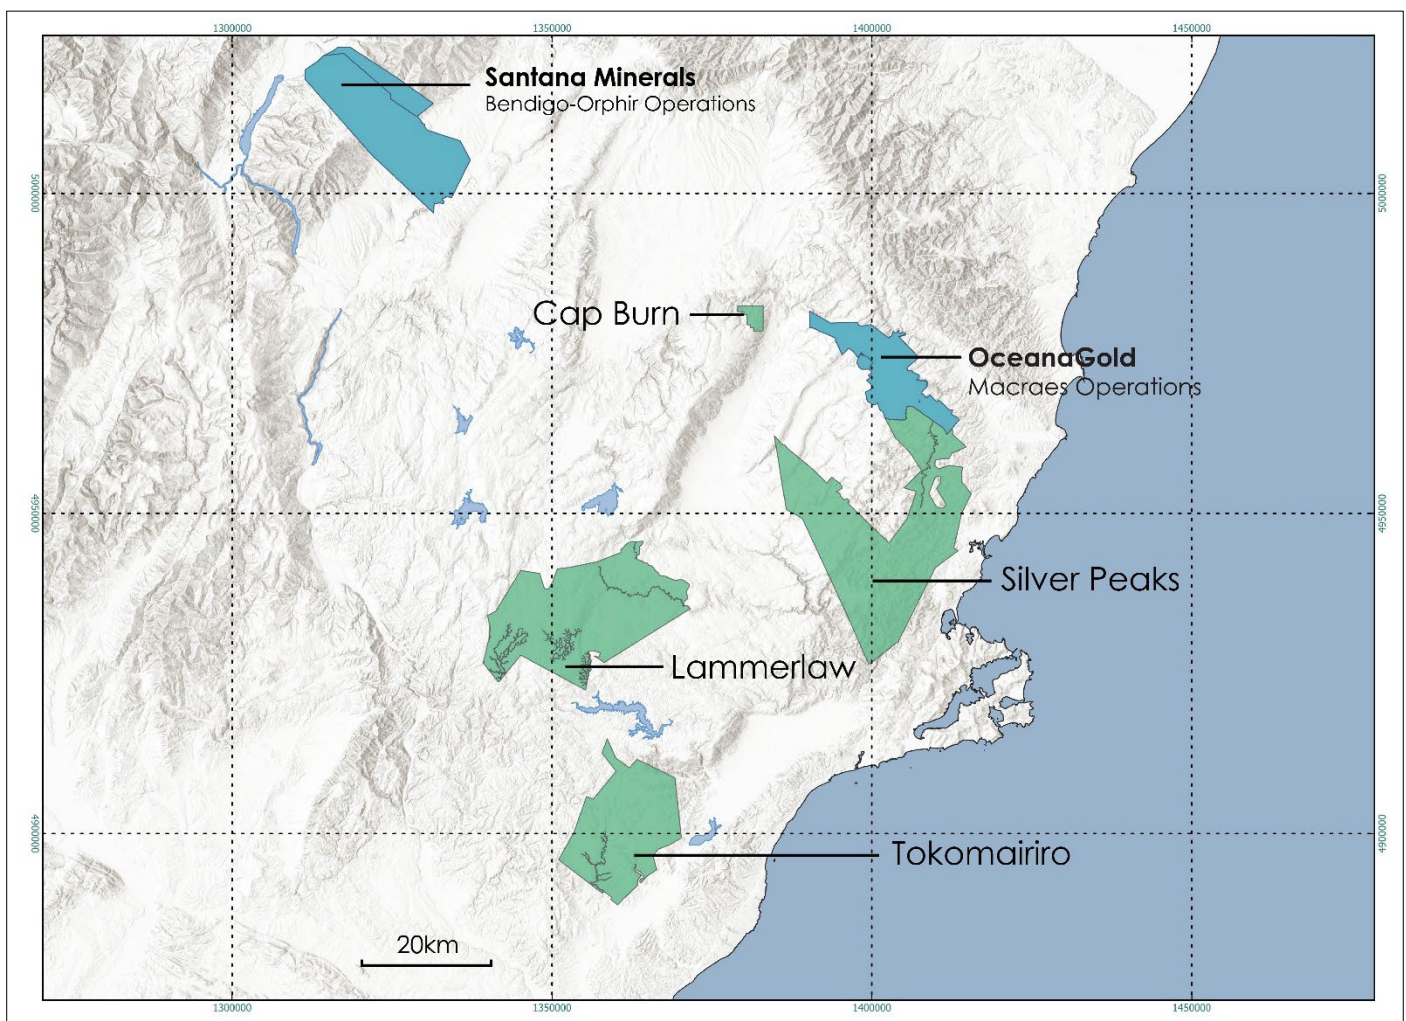 1300000 1350000 1400000 1450000
Santana Minerals
Bendigo-Orphir Operations
5000000 5000000
Cap Burn
OceanaGold
Macraes Operations
4950000 4950000
Silver Peaks
Lammerlaw
4900000 4900000
Tokomairiro
20km
1300000 1350000 1400000 1450000